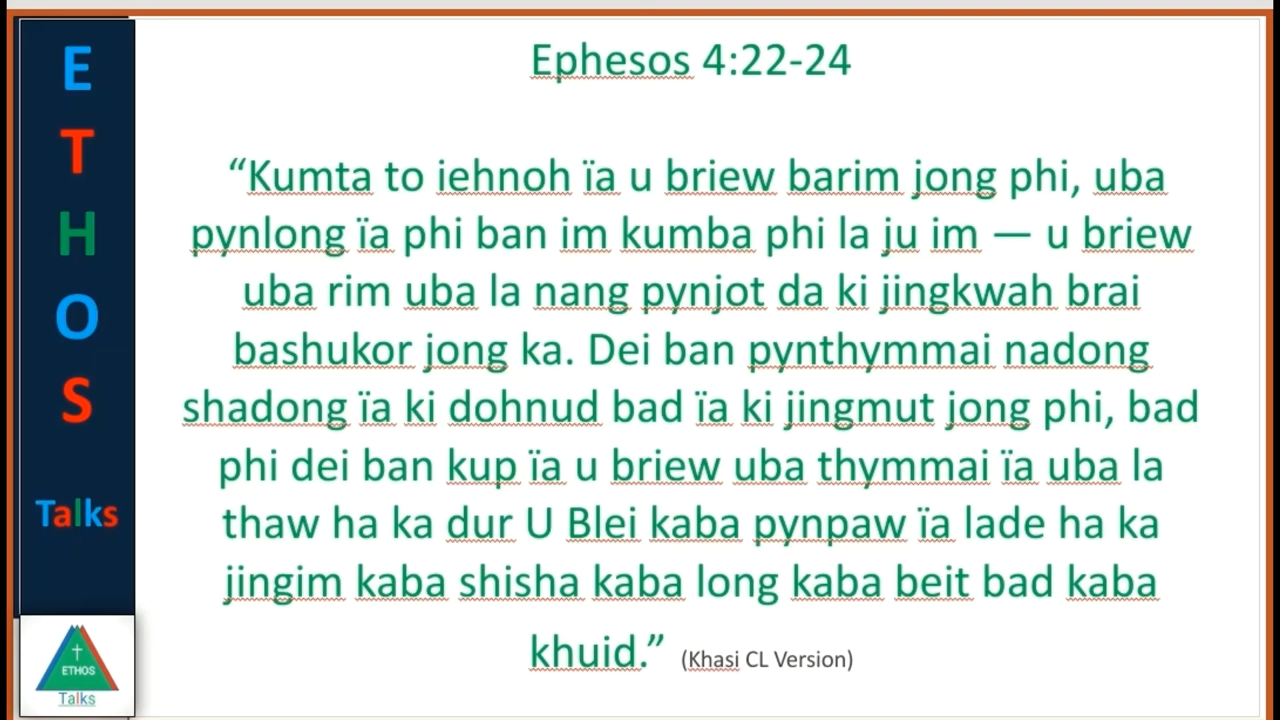 E
T
H
O
S
Talks
ETHOS
Talks
Ephesos 4:22-24
“Kumta to iehnoh ïa u briew barim jong phi, uba
pynlong ïa phi ban im kumba phi la ju im — u briew
uba rim uba la nang pynjot da ki jingkwah brai
bashukor jong ka. Dei ban pynthymmai nadong
shadong ïa ki dohnud bad ïa ki jingmut jong phi, bad
phi dei ban kup ïa u briew uba thymmai ïa uba la
thaw ha ka dur U Blei kaba pynpaw ïa lade ha ka
jingim kaba shisha kaba long kaba beit bad kaba
khuid.” (Khasi CL Version)